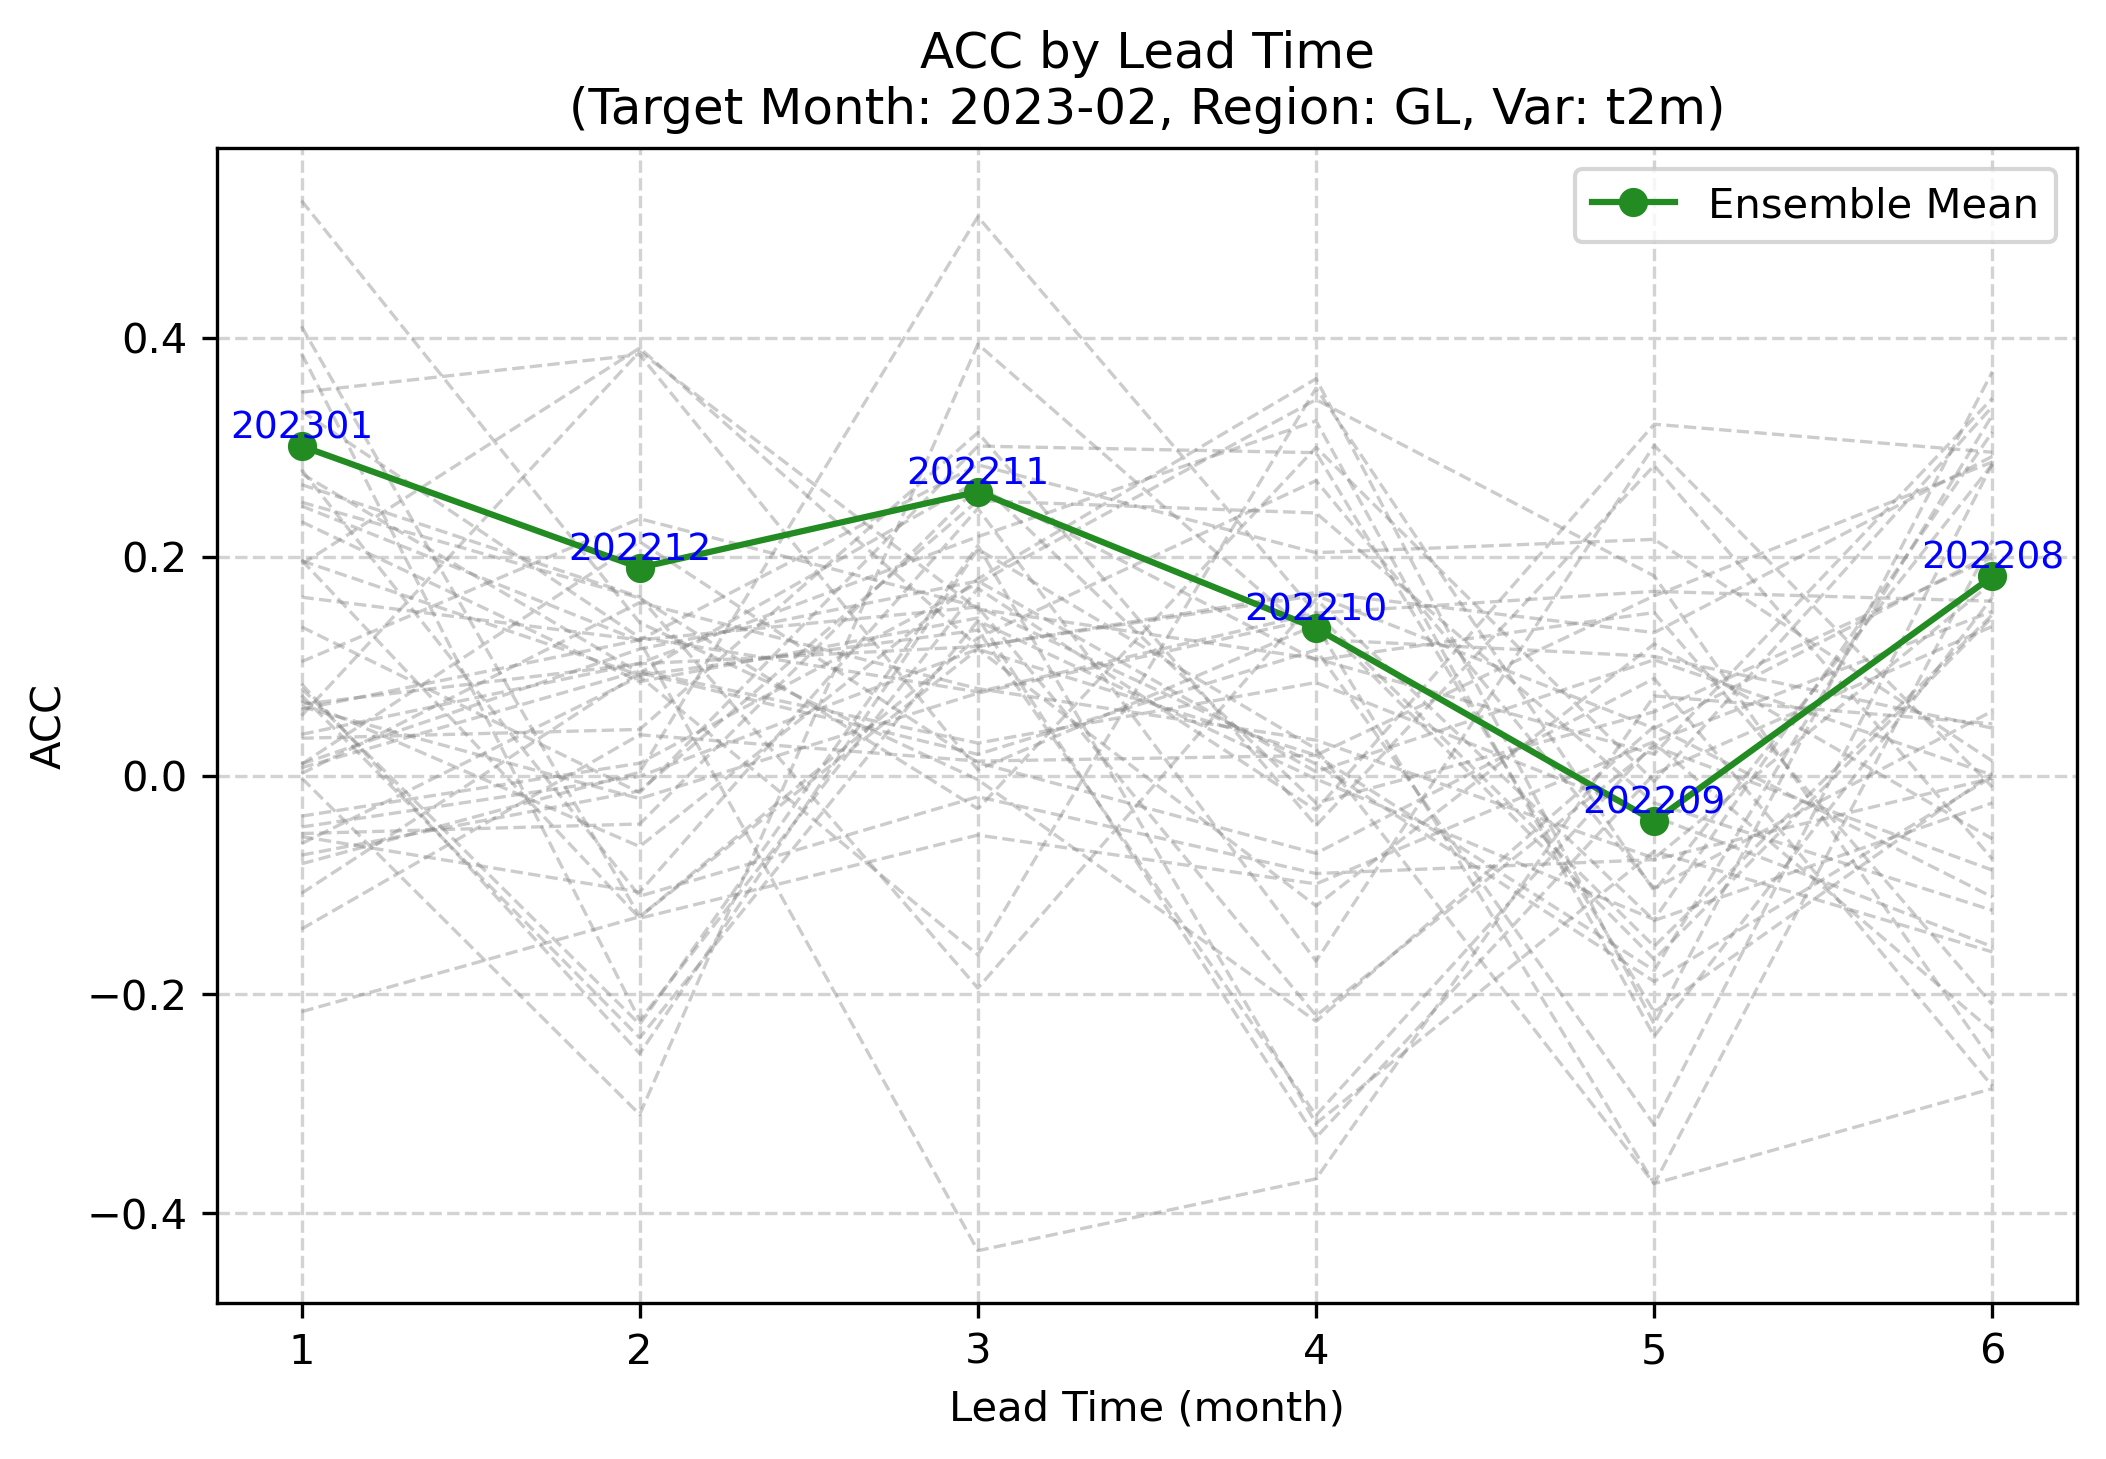 ACC by Lead Time
(Target Month: 2023-02, Region: GL, Var: t2m)
Ensemble Mean
ACC
0.4
0.2
0.0
−0.2
−0.4
202301
202212
202211
202210
202209
202208
1 2 3 4 5 6
Lead Time (month)